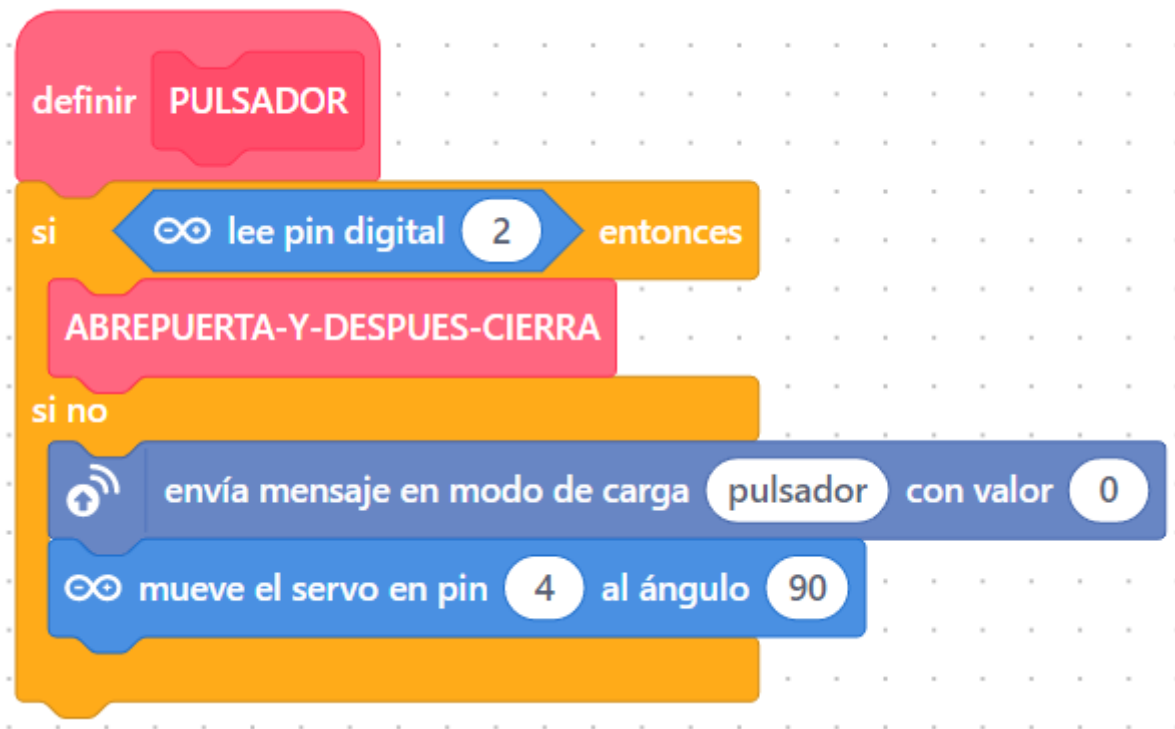 definir PULSADOR
si lee pin digital 2 entonces
ABREPUERTA-Y-DESPUES-CIERRA
si no
envía mensaje en modo de carga pulsador con valor 0
mueve el servo en pin 4 al ángulo 90